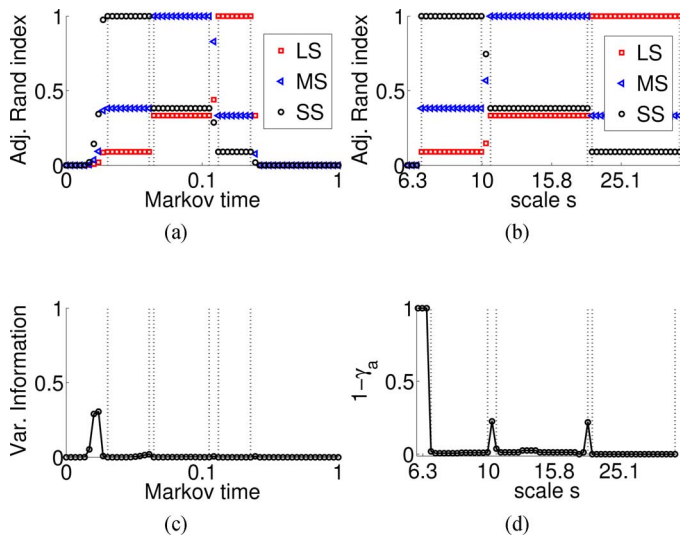 Adj. Rand index
1
0.5
0
LS
MS
SS
0 0.1 1
Markov time
(a)
Adj. Rand index
1
0.5
0
LS
MS
SS
6.3 10 15.8 25.1
scale s
(b)
Var. Information
1
0.5
0
0 0.1 1
Markov time
(c)
1−γa
1
0.5
0
6.3 10 15.8 25.1
scale s
(d)